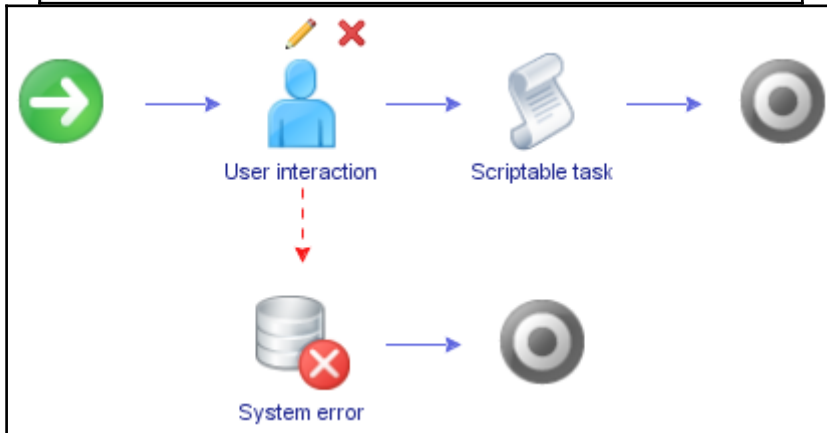 User interaction
Scriptable task
System error